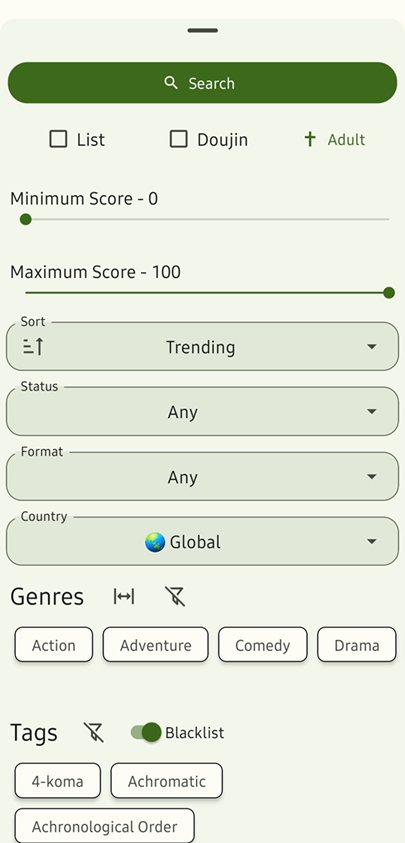 Search
List Doujin Adult
Minimum Score - 0
Maximum Score - 100
Sort
Trending
Status
Any
Format
Any
Country
Global
Genres
Action Adventure Comedy Drama
Tags Blacklist
4-koma Achromatic
Achronological Order